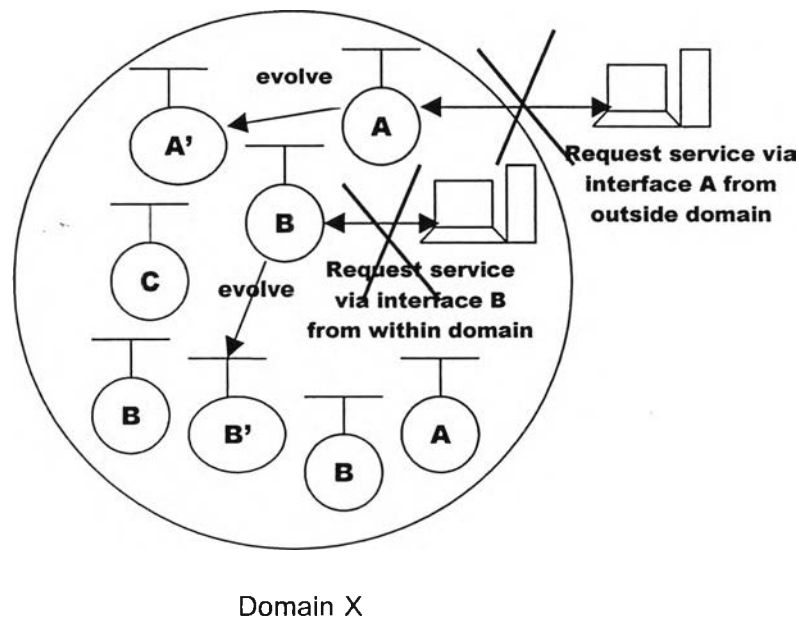 evolve
A
A'
Request service via
interface A from
outside domain
B
C
evolve
Request service
via interface B
from within domain
B
B'
B
A
Domain X